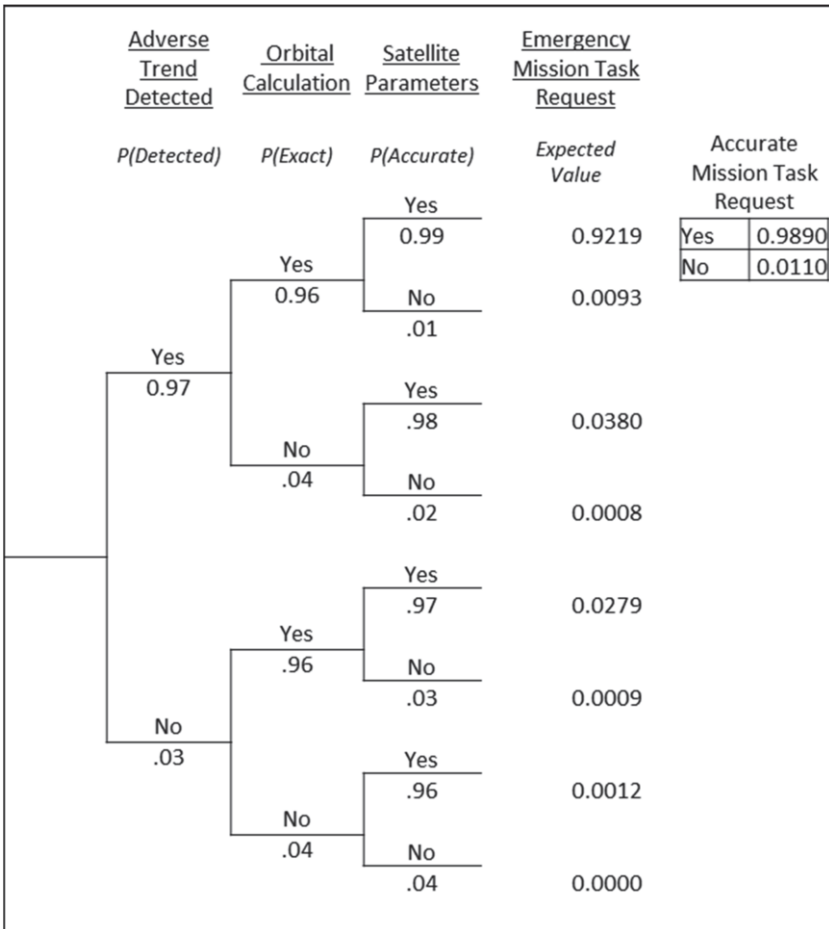 Adverse
Trend
Detected
Orbital
Calculation
Satellite
Parameters
Emergency
Mission Task
Request
P(Detected)
P(Exact)
P(Accurate)
Expected
Value
Accurate
Mission Task
Request
Yes 0.9890
No 0.0110
Yes
0.99 0.9219
Yes
0.96
No 0.0093
.01
Yes
0.97
Yes
.98 0.0380
No
.04
No
.02 0.0008
Yes
.97 0.0279
Yes
.96
No
.03 0.0009
No
.03
Yes
.96 0.0012
No
.04
No
.04 0.0000